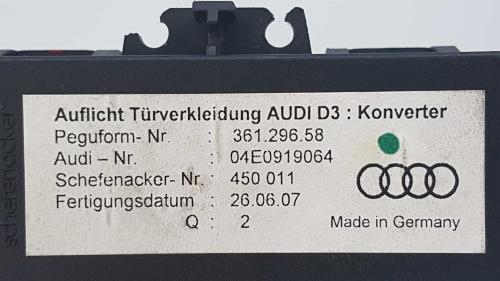 Auflicht Türverkleidung AUDI D3 : Konverter
Peguform- Nr. : 361.296.58
Audi – Nr. : 04E0919064
Schefenacker- Nr : 450 011
Fertigungsdatum : 26.06.07
Q : 2
Made in Germany
schefenacker